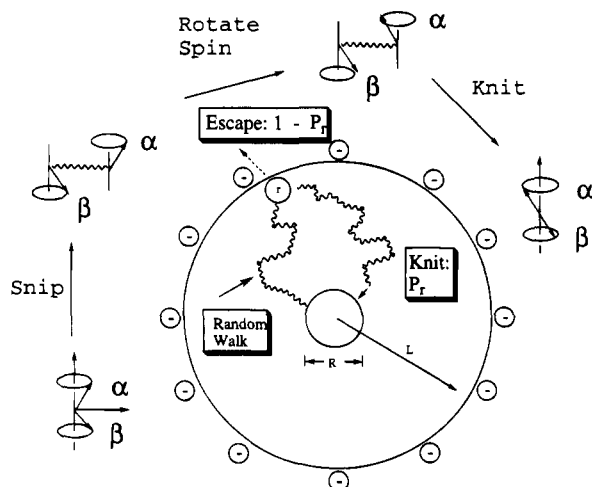 Rotate
Spin
α
β
Knit
Escape: 1 - Pr
α
β
r
α
β
Snip
Knit:
Pr
Random
Walk
L
R
α
β